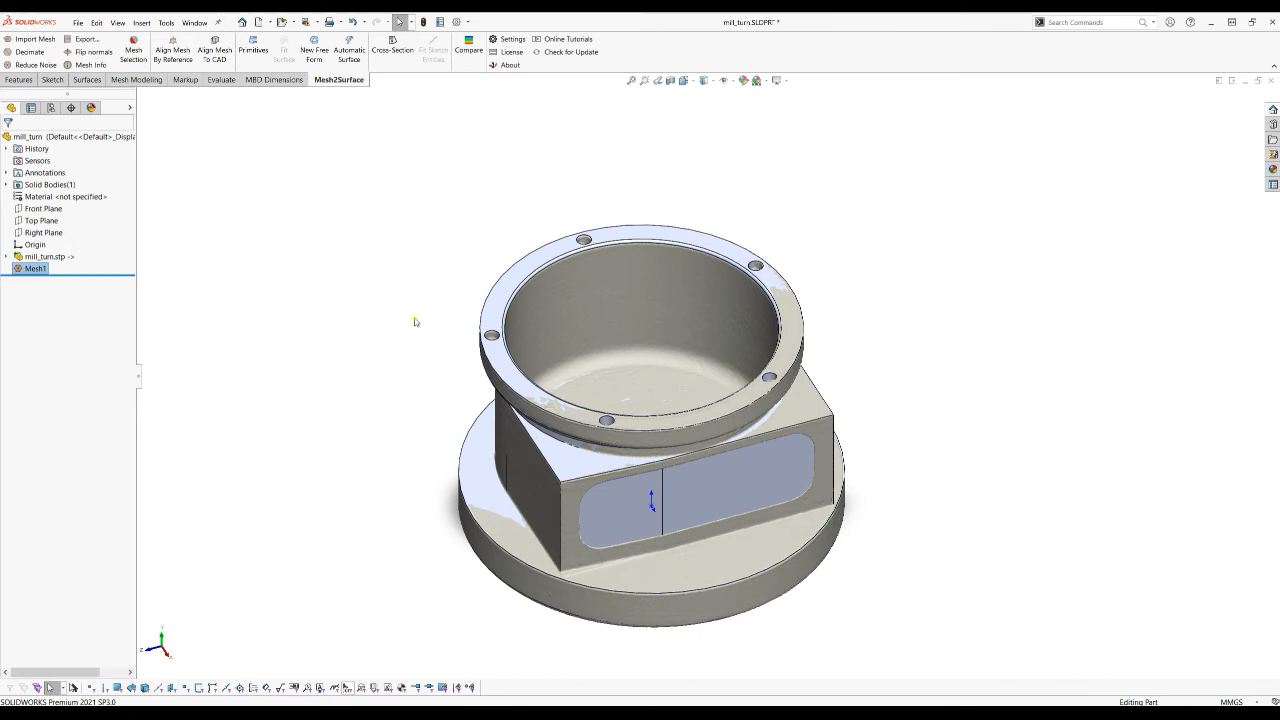 SOLIDWORKS File Edit View Insert Tools Window mill_turn.SLDPRT * Search Commands
Import Mesh Export... Settings Online Tutorials
Decimate Flip normals License Check for Update
Reduce Noise Mesh Info About
Mesh Selection Align Mesh By Reference Align Mesh To CAD Primitives Fit Surface New Free Form Automatic Surface Cross-Section Fit Sketch Entities Compare
Features Sketch Surfaces Mesh Modeling Markup Evaluate MBD Dimensions Mesh2Surface
mill_turn (Default<<Default>_Displa
History
Sensors
Annotations
Solid Bodies(1)
Material <not specified>
Front Plane
Top Plane
Right Plane
Origin
mill_turn.stp ->
Mesh1
Y
Z
X
SOLIDWORKS Premium 2021 SP3.0 Editing Part MMGS